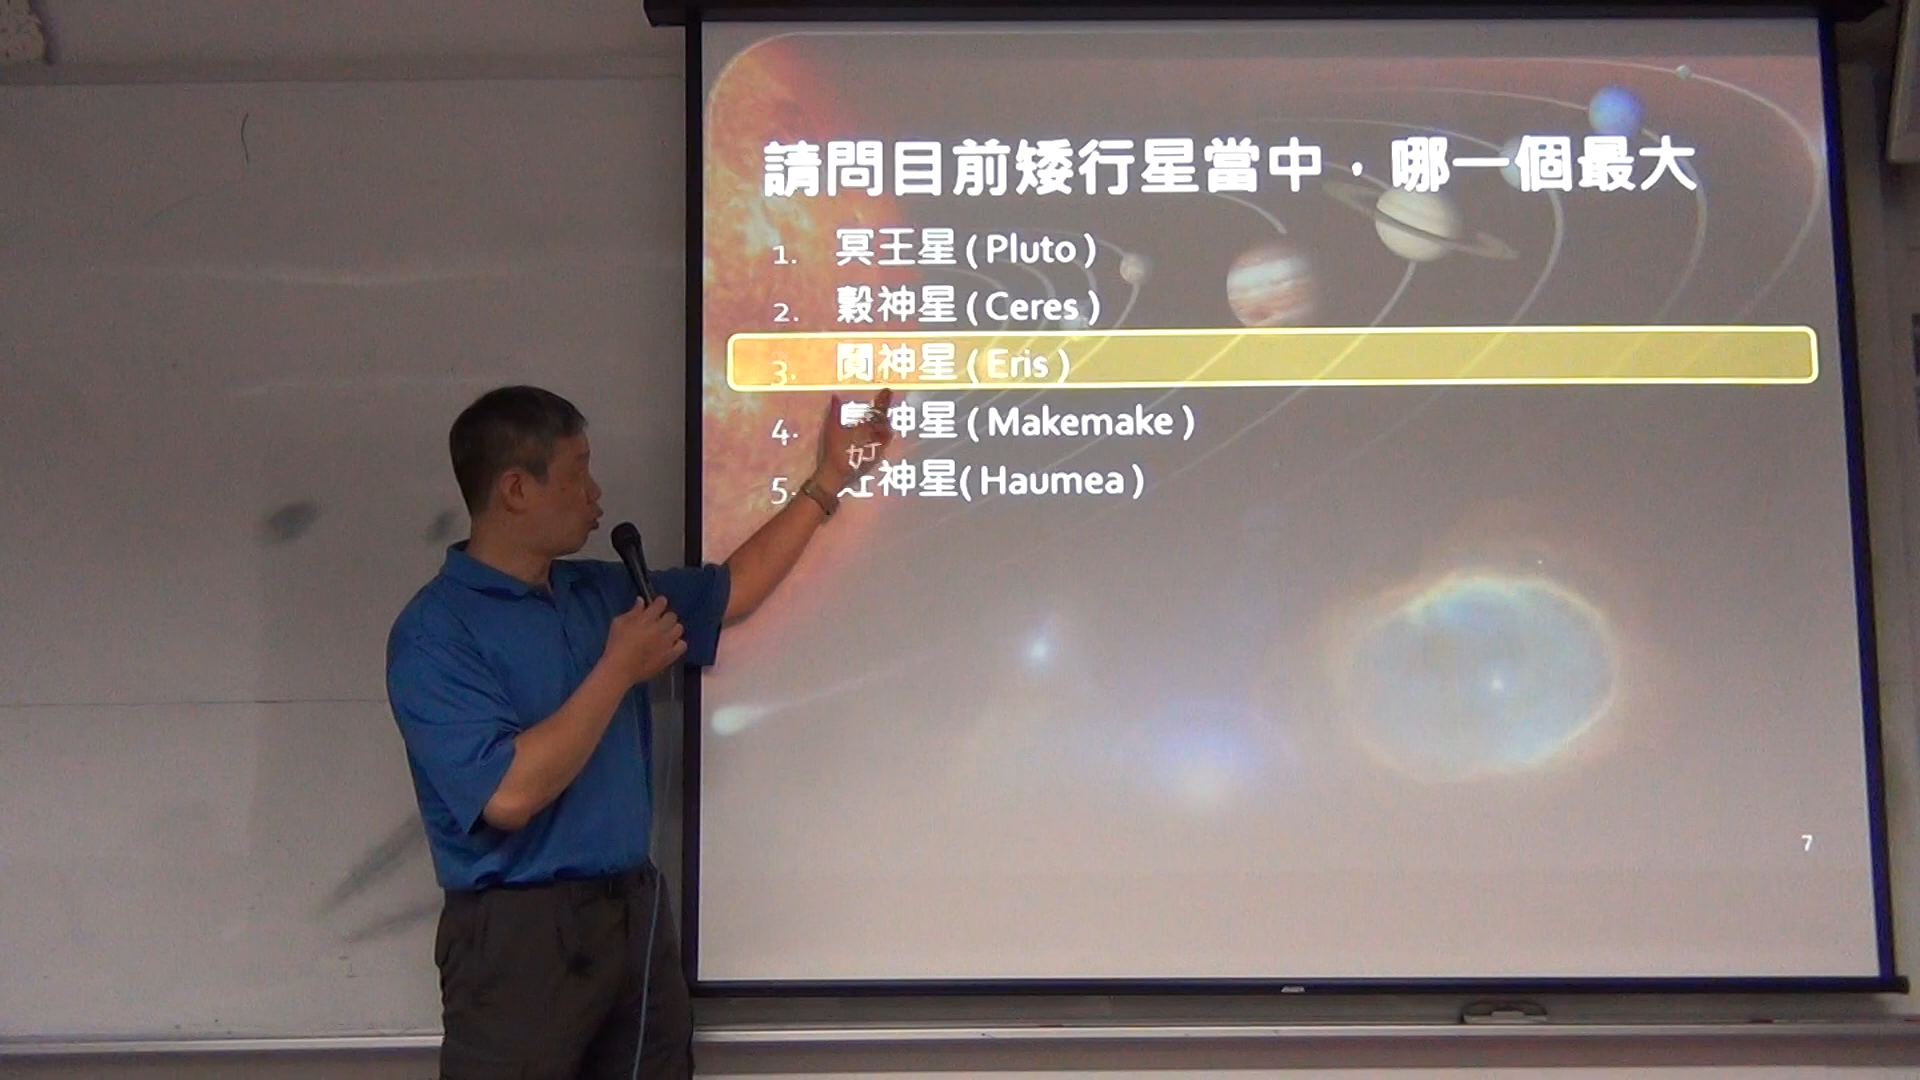 請問目前矮行星當中，哪一個最大
1. 冥王星 ( Pluto )
2. 穀神星 ( Ceres )
3. 鬩神星 ( Eris )
4. 神星 ( Makemake )
5. 神星( Haumea )
7